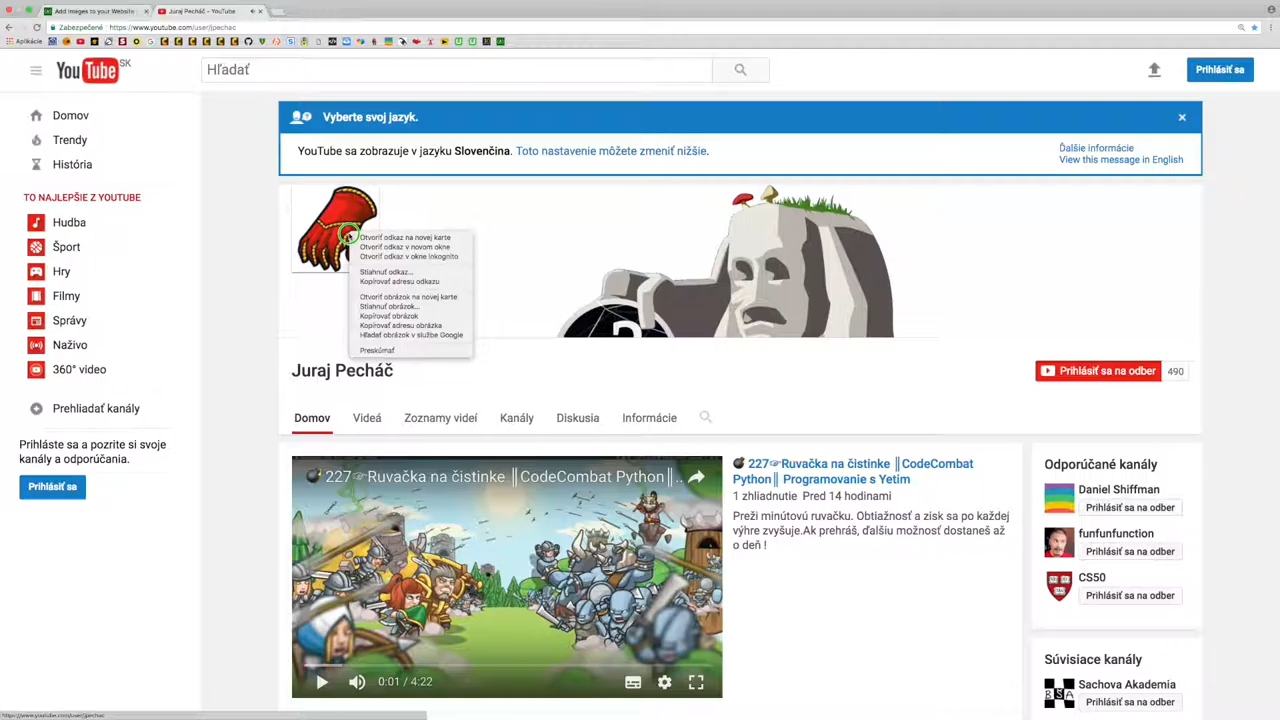 Add Images to your Website
Juraj Pecháč - YouTube
Zabezpečené
https://www.youtube.com/user/jpechac
Aplikácie
YouTube SK
Hľadať
Prihlásiť sa
Domov
Trendy
História
TO NAJLEPŠIE Z YOUTUBE
Hudba
Šport
Hry
Filmy
Správy
Naživo
360° video
Prehliadať kanály
Prihláste sa a pozrite si svoje
kanály a odporúčania.
Prihlásiť sa
Vyberte svoj jazyk.
YouTube sa zobrazuje v jazyku Slovenčina. Toto nastavenie môžete zmeniť nižšie.
Ďalšie informácie
View this message in English
Otvoriť odkaz na novej karte
Otvoriť odkaz v novom okne
Otvoriť odkaz v okne inkognito
Stiahnuť odkaz...
Kopírovať adresu odkazu
Otvoriť obrázok na novej karte
Stiahnuť obrázok...
Kopírovať obrázok
Kopírovať adresu obrázka
Hľadať obrázok v službe Google
Preskúmať
Juraj Pecháč
Prihlásiť sa na odber 490
Domov
Videá
Zoznamy videí
Kanály
Diskusia
Informácie
227☞Ruvačka na čistinke ║CodeCombat Python║...
0:01 / 4:22
227☞Ruvačka na čistinke ║CodeCombat
Python║ Programovanie s Yetim
1 zhliadnutie Pred 14 hodinami
Preži minútovú ruvačku. Obtiažnosť a zisk sa po každej
výhre zvyšuje.Ak prehráš, ďalšiu možnosť dostaneš až
o deň !
Odporúčané kanály
Daniel Shiffman
Prihlásiť sa na odber
funfunfunction
Prihlásiť sa na odber
CS50
Prihlásiť sa na odber
Súvisiace kanály
Sachova Akademia
Prihlásiť sa na odber
https://www.youtube.com/user/jpechac